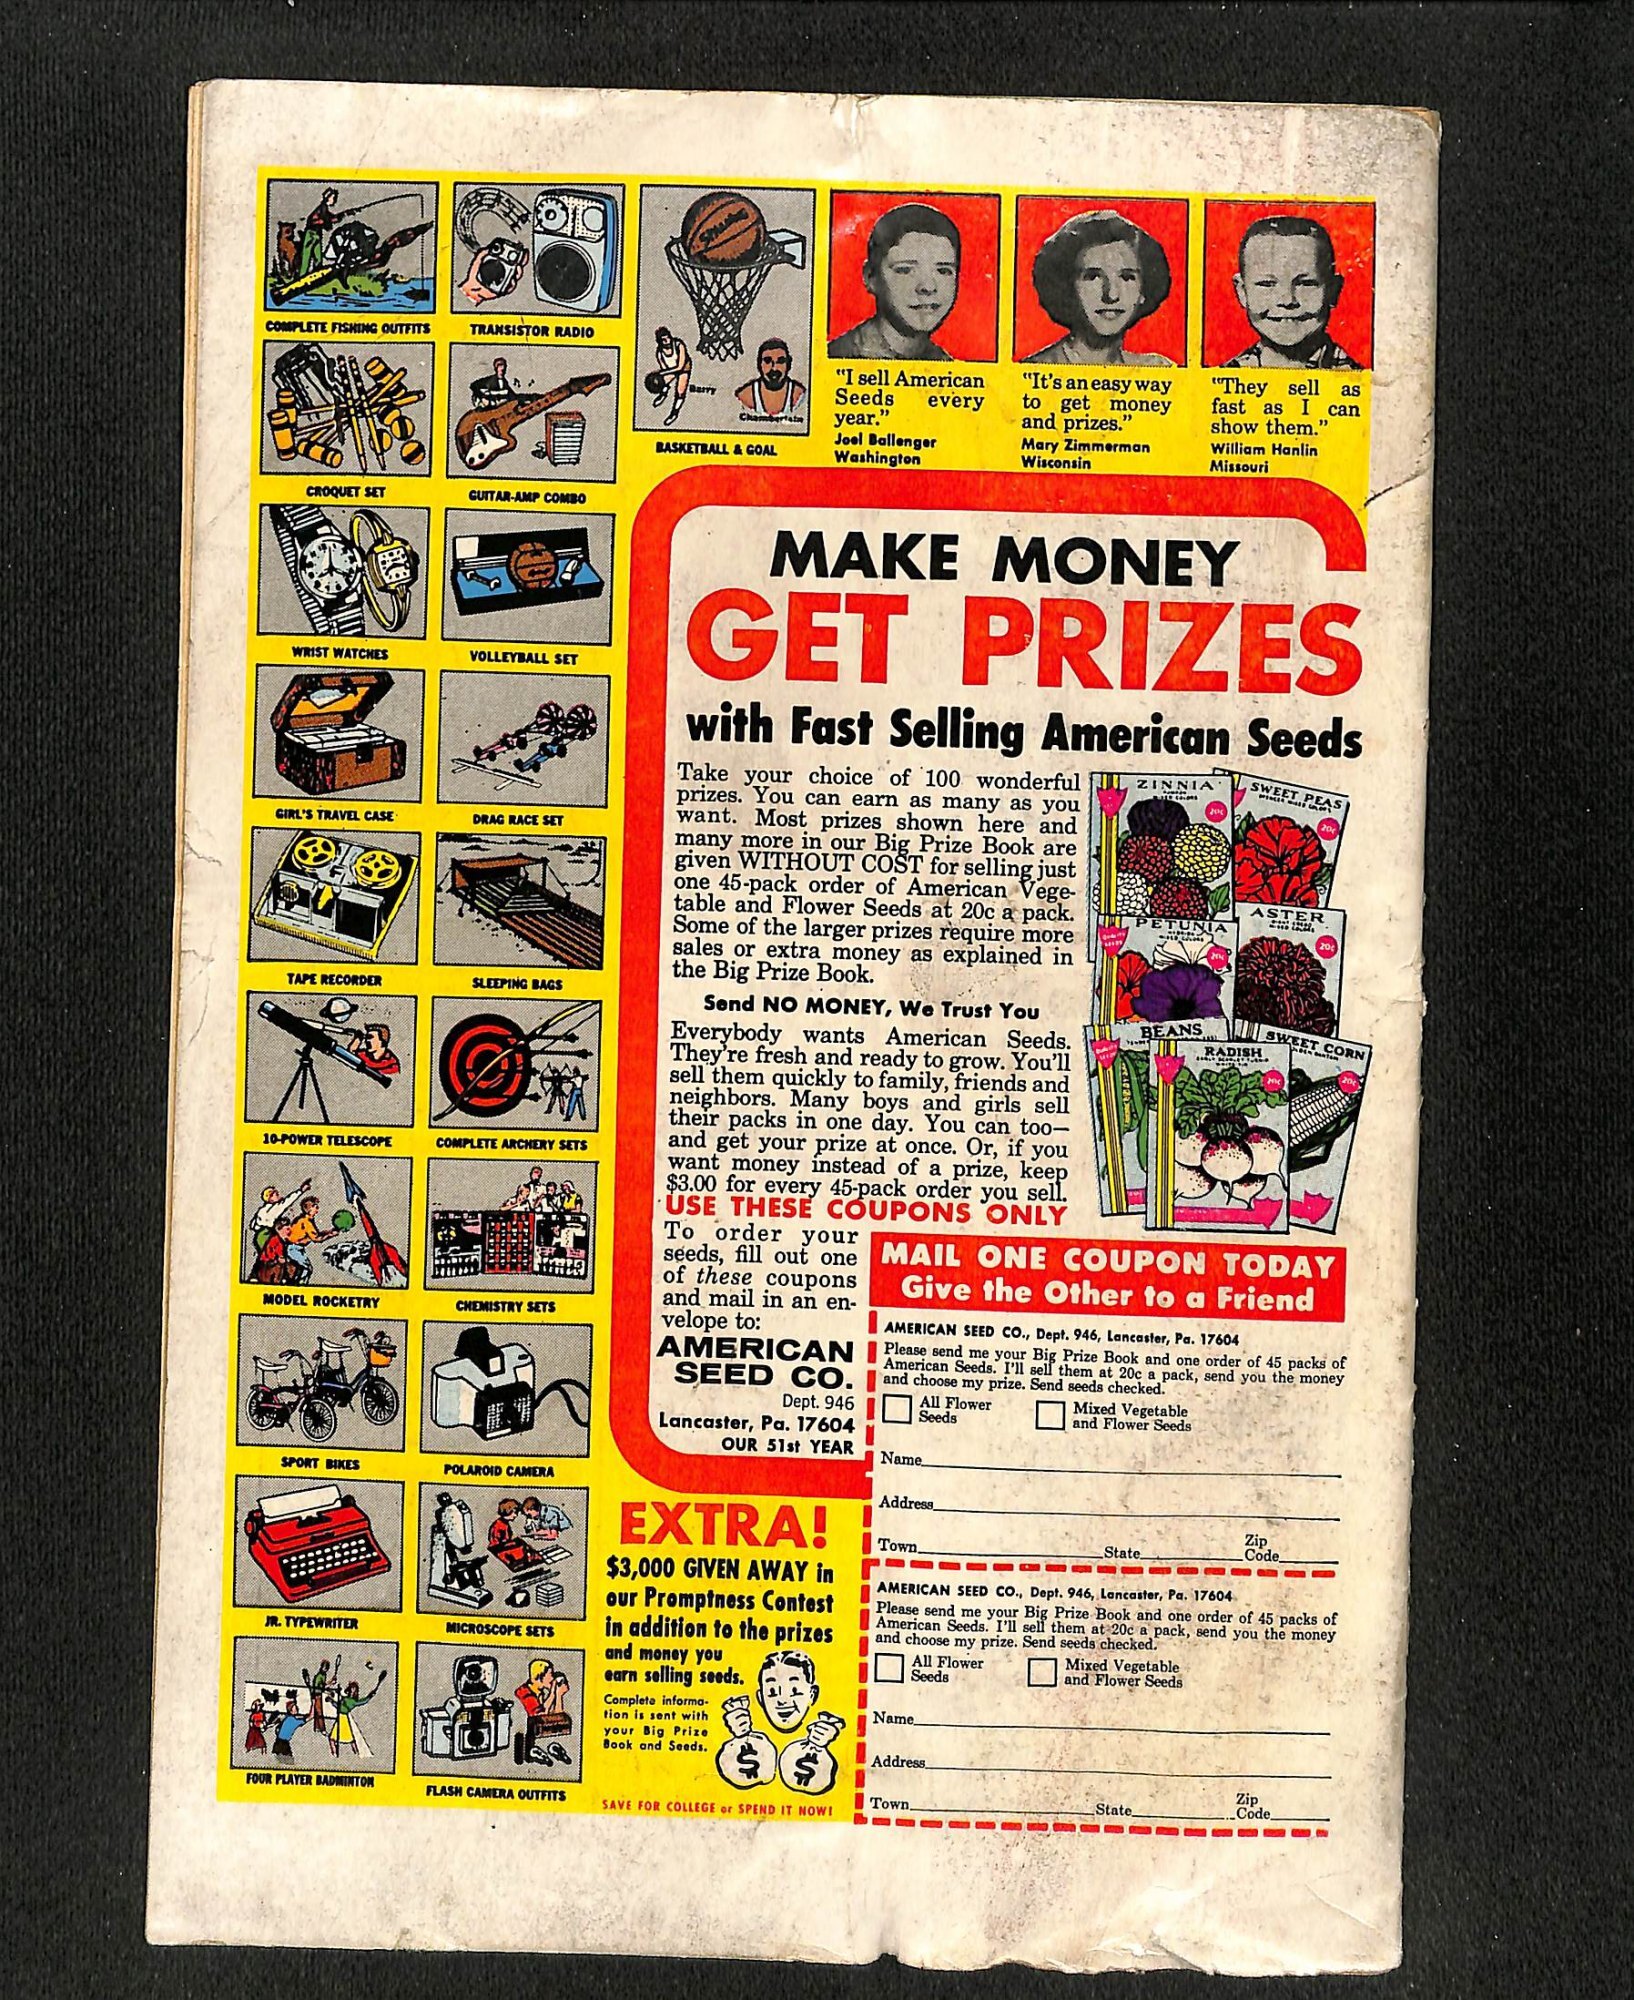 COMPLETE FISHING OUTFITS
TRANSISTOR RADIO
Barry
Chamberlain
BASKETBALL & GOAL
CROQUET SET
GUITAR-AMP COMBO
WRIST WATCHES
VOLLEYBALL SET
GIRL'S TRAVEL CASE
DRAG RACE SET
TAPE RECORDER
SLEEPING BAGS
10-POWER TELESCOPE
COMPLETE ARCHERY SETS
MODEL ROCKETRY
CHEMISTRY SETS
SPORT BIKES
POLAROID CAMERA
JR. TYPEWRITER
MICROSCOPE SETS
FOUR PLAYER BADMINTON
FLASH CAMERA OUTFITS
"I sell American
Seeds every
year."
Joel Ballenger
Washington
"It's an easy way
to get money
and prizes."
Mary Zimmerman
Wisconsin
"They sell as
fast as I can
show them."
William Hanlin
Missouri
MAKE MONEY
GET PRIZES
with Fast Selling American Seeds
Take your choice of 100 wonderful
prizes. You can earn as many as you
want. Most prizes shown here and
many more in our Big Prize Book are
given WITHOUT COST for selling just
one 45-pack order of American Vege-
table and Flower Seeds at 20c a pack.
Some of the larger prizes require more
sales or extra money as explained in
the Big Prize Book.
Send NO MONEY, We Trust You
Everybody wants American Seeds.
They're fresh and ready to grow. You'll
sell them quickly to family, friends and
neighbors. Many boys and girls sell
their packs in one day. You can too—
and get your prize at once. Or, if you
want money instead of a prize, keep
$3.00 for every 45-pack order you sell.
USE THESE COUPONS ONLY
To order your
seeds, fill out one
of these coupons
and mail in an en-
velope to:
AMERICAN
SEED CO.
Dept. 946
Lancaster, Pa. 17604
OUR 51st YEAR
ZINNIA
20c
SWEET PEAS
20c
PETUNIA
20c
ASTER
20c
BEANS
RADISH
20c
SWEET CORN
20c
MAIL ONE COUPON TODAY
Give the Other to a Friend
AMERICAN SEED CO., Dept. 946, Lancaster, Pa. 17604
Please send me your Big Prize Book and one order of 45 packs of
American Seeds. I'll sell them at 20c a pack, send you the money
and choose my prize. Send seeds checked.
All Flower
Seeds
Mixed Vegetable
and Flower Seeds
Name
Address
Town State Zip
Code
AMERICAN SEED CO., Dept. 946, Lancaster, Pa. 17604
Please send me your Big Prize Book and one order of 45 packs of
American Seeds. I'll sell them at 20c a pack, send you the money
and choose my prize. Send seeds checked.
All Flower
Seeds
Mixed Vegetable
and Flower Seeds
Name
Address
Town State Zip
Code
EXTRA!
$3,000 GIVEN AWAY in
our Promptness Contest
in addition to the prizes
and money you
earn selling seeds.
Complete informa-
tion is sent with
your Big Prize
Book and Seeds.
$ $
SAVE FOR COLLEGE or SPEND IT NOW!